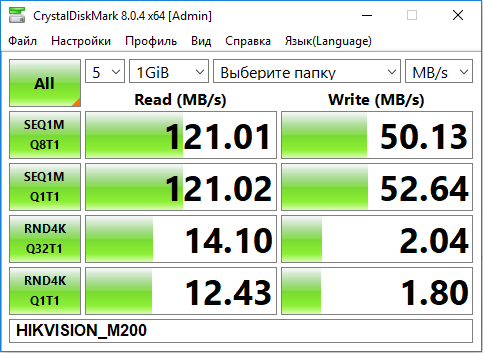 CrystalDiskMark 8.0.4 x64 [Admin]
Файл Настройки Профиль Вид Справка Язык(Language)
All 5 1GiB Выберите папку MB/s
Read (MB/s) Write (MB/s)
SEQ1M
Q8T1 121.01 50.13
SEQ1M
Q1T1 121.02 52.64
RND4K
Q32T1 14.10 2.04
RND4K
Q1T1 12.43 1.80
HIKVISION_M200